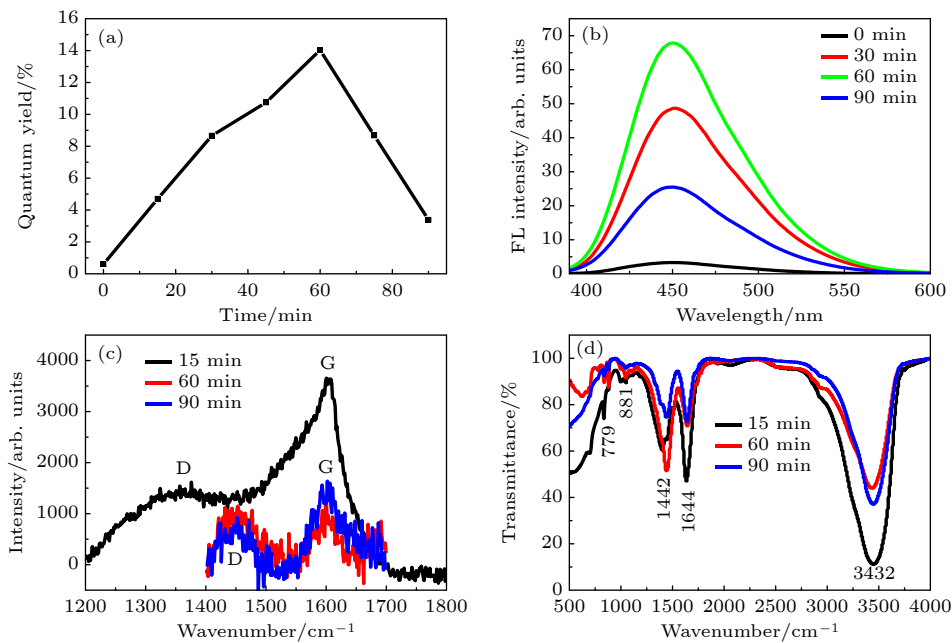 (a)
Quantum yield/%
16
14
12
10
8
6
4
2
0
0 20 40 60 80
Time/min
(b)
FL intensity/arb. units
0 min
30 min
60 min
90 min
70
60
50
40
30
20
10
0
400 450 500 550 600
Wavelength/nm
(c)
Intensity/arb. units
15 min
60 min
90 min
4000
3000
2000
1000
0
D
G
G
D
1200 1300 1400 1500 1600 1700 1800
Wavenumber/cm−1
(d)
Transmittance/%
100
80
60
40
20
0
779
881
1442
1644
3432
15 min
60 min
90 min
500 1000 1500 2000 2500 3000 3500 4000
Wavenumber/cm−1